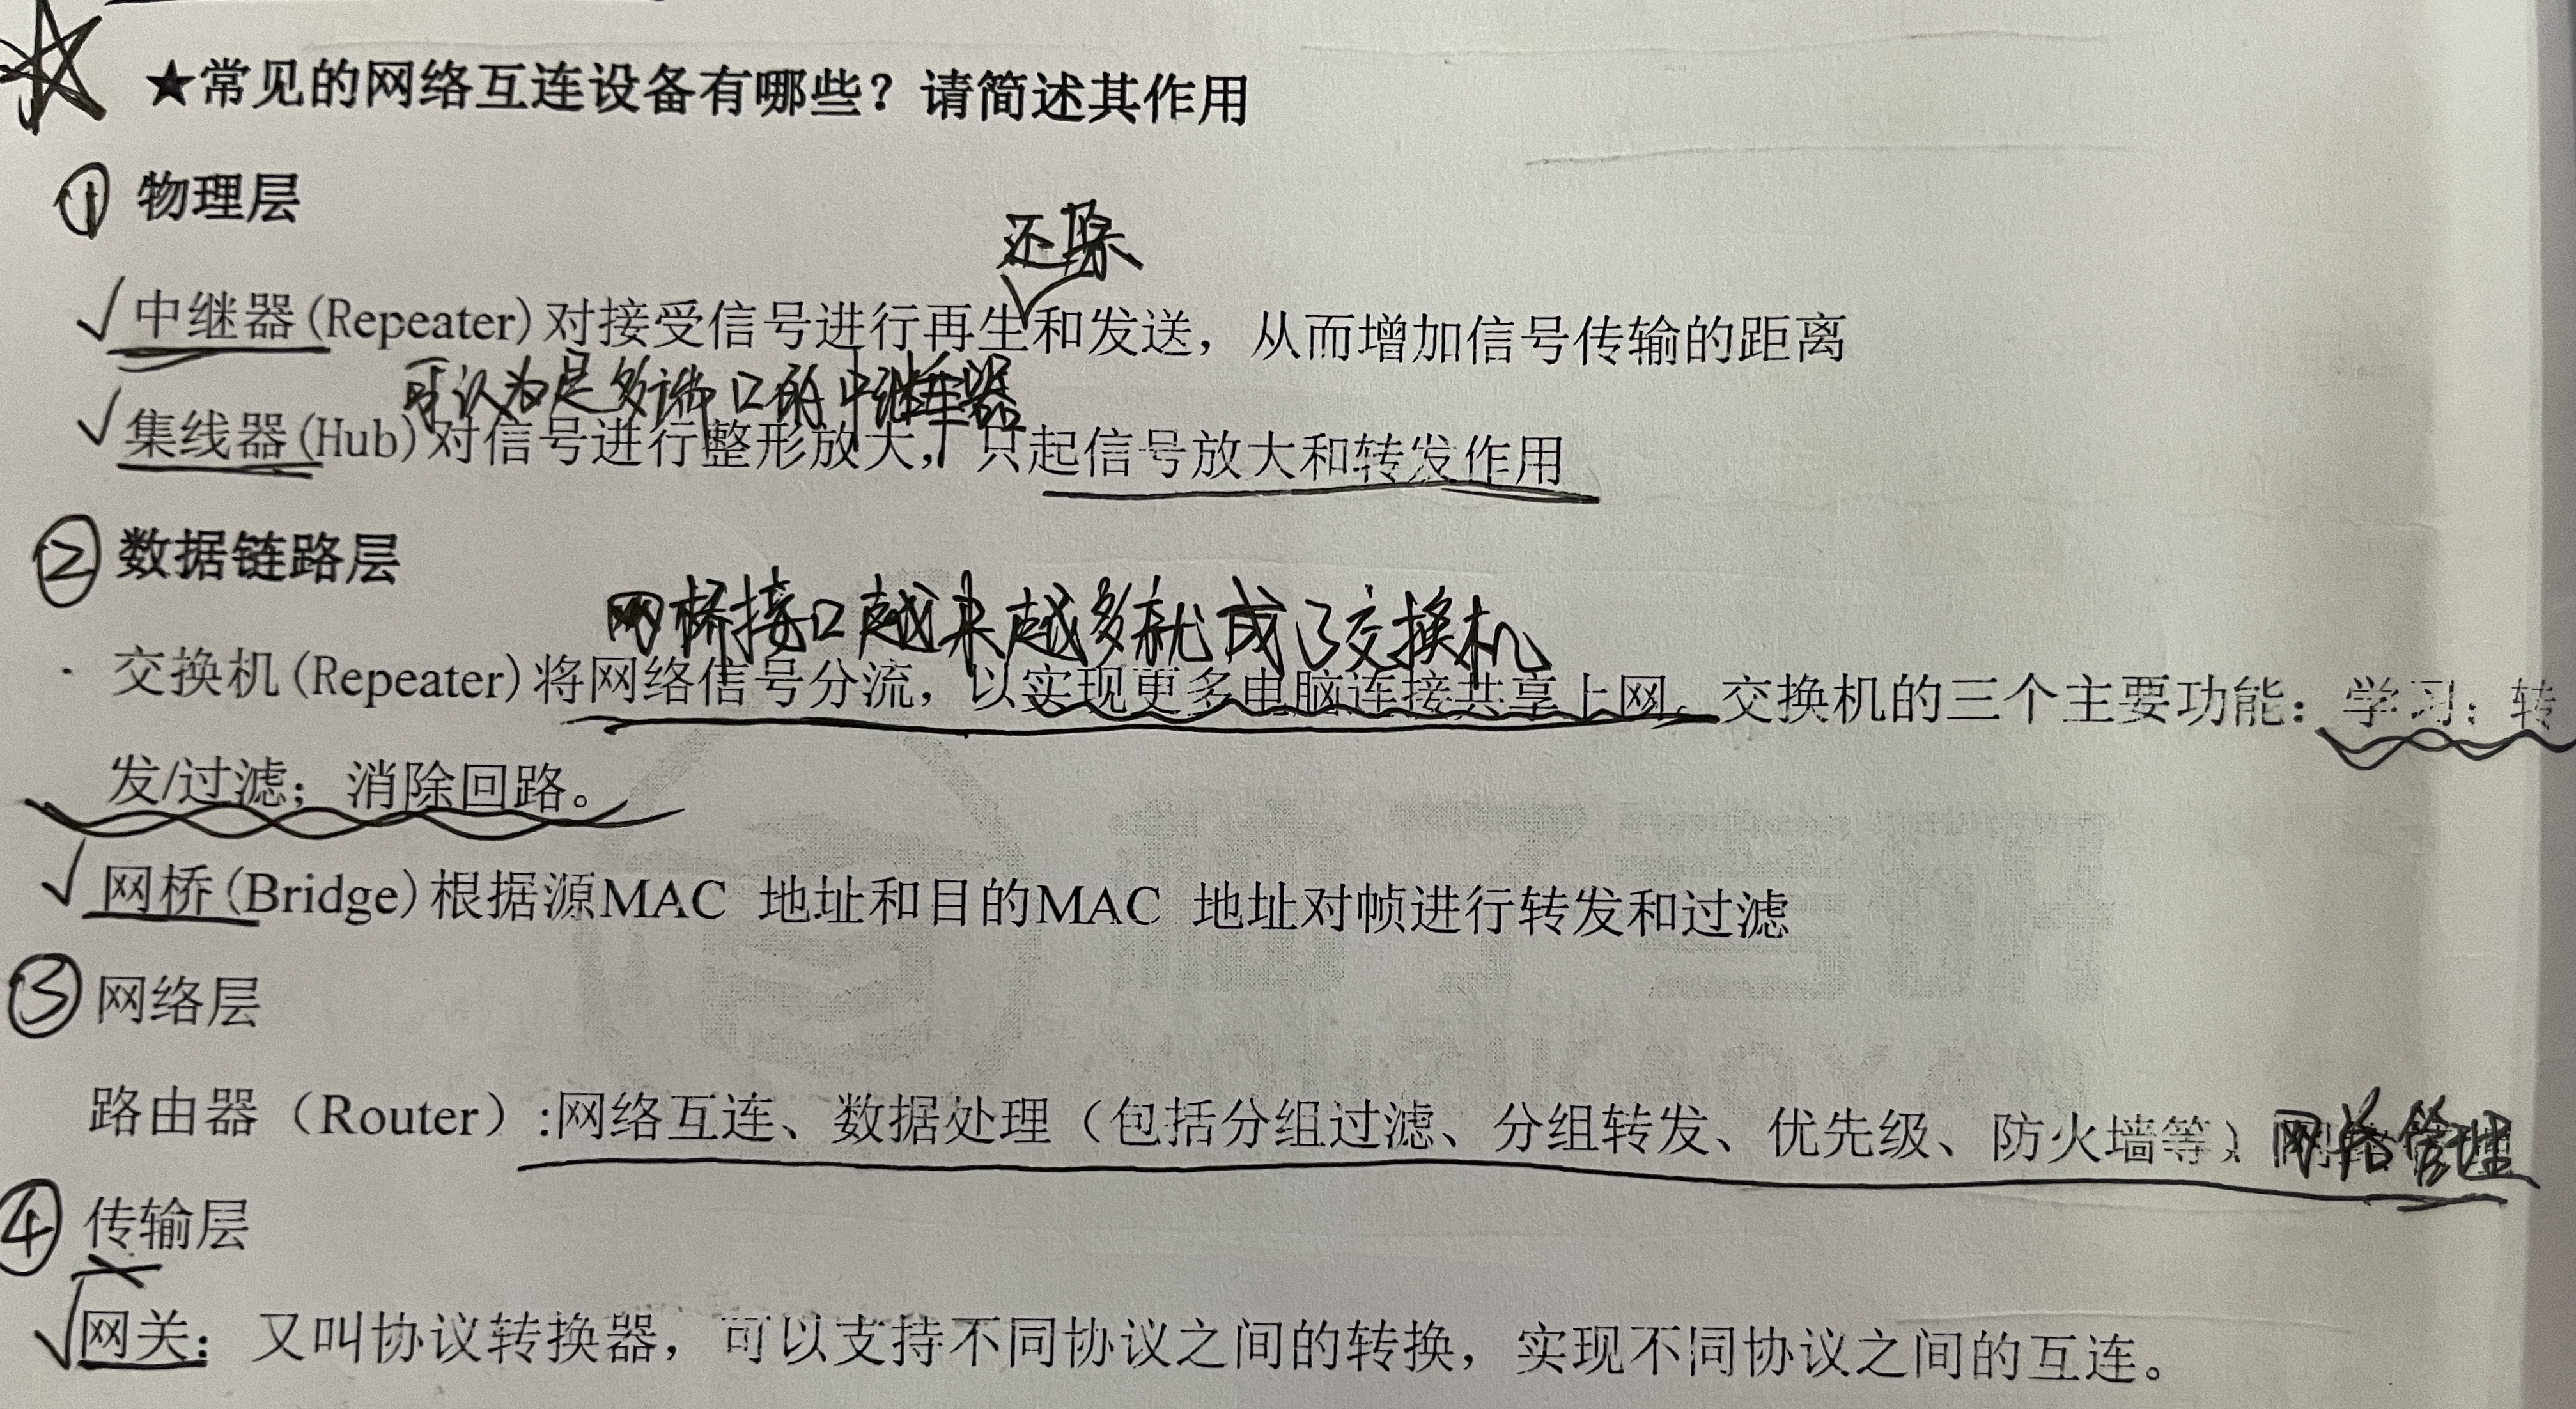 ★常见的网络互连设备有哪些？请简述其作用
① 物理层
还原
✓中继器(Repeater)对接受信号进行再生和发送，从而增加信号传输的距离
可认为是多端口的中继器
✓集线器(Hub)对信号进行整形放大，只起信号放大和转发作用
② 数据链路层
网桥接口越来越多就成了交换机
· 交换机(Repeater)将网络信号分流，以实现更多电脑连接共享上网。交换机的三个主要功能：学习；转
发/过滤；消除回路。
✓网桥(Bridge)根据源MAC 地址和目的MAC 地址对帧进行转发和过滤
③ 网络层
路由器（Router）:网络互连、数据处理（包括分组过滤、分组转发、优先级、防火墙等）网络管理
④ 传输层
✓网关：又叫协议转换器，可以支持不同协议之间的转换，实现不同协议之间的互连。